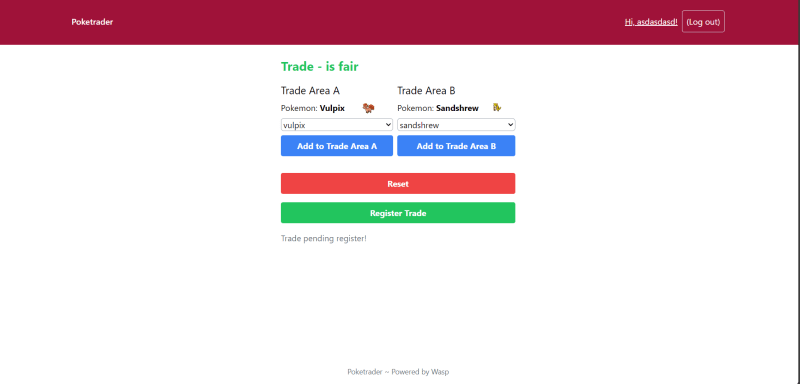 Poketrader
Hi, asdasdasd! (Log out)
Trade - is fair
Trade Area A
Pokemon: Vulpix
vulpix
Add to Trade Area A
Trade Area B
Pokemon: Sandshrew
sandshrew
Add to Trade Area B
Reset
Register Trade
Trade pending register!
Poketrader ~ Powered by Wasp